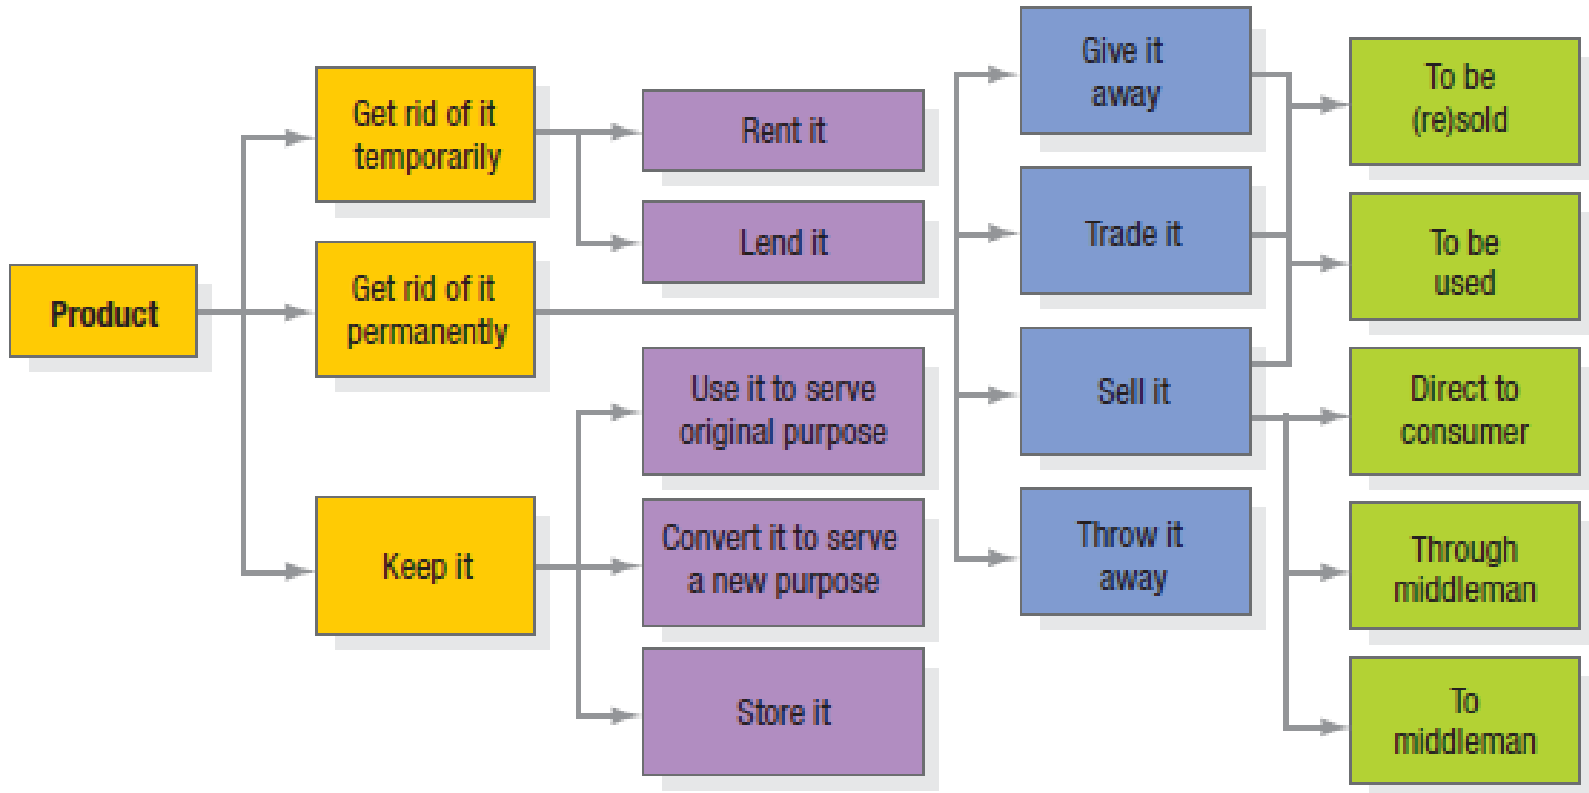 Product
Get rid of it
temporarily
Get rid of it
permanently
Keep it
Rent it
Lend it
Use it to serve
original purpose
Convert it to serve
a new purpose
Store it
Give it
away
Trade it
Sell it
Throw it
away
To be
(re)sold
To be
used
Direct to
consumer
Through
middleman
To
middleman